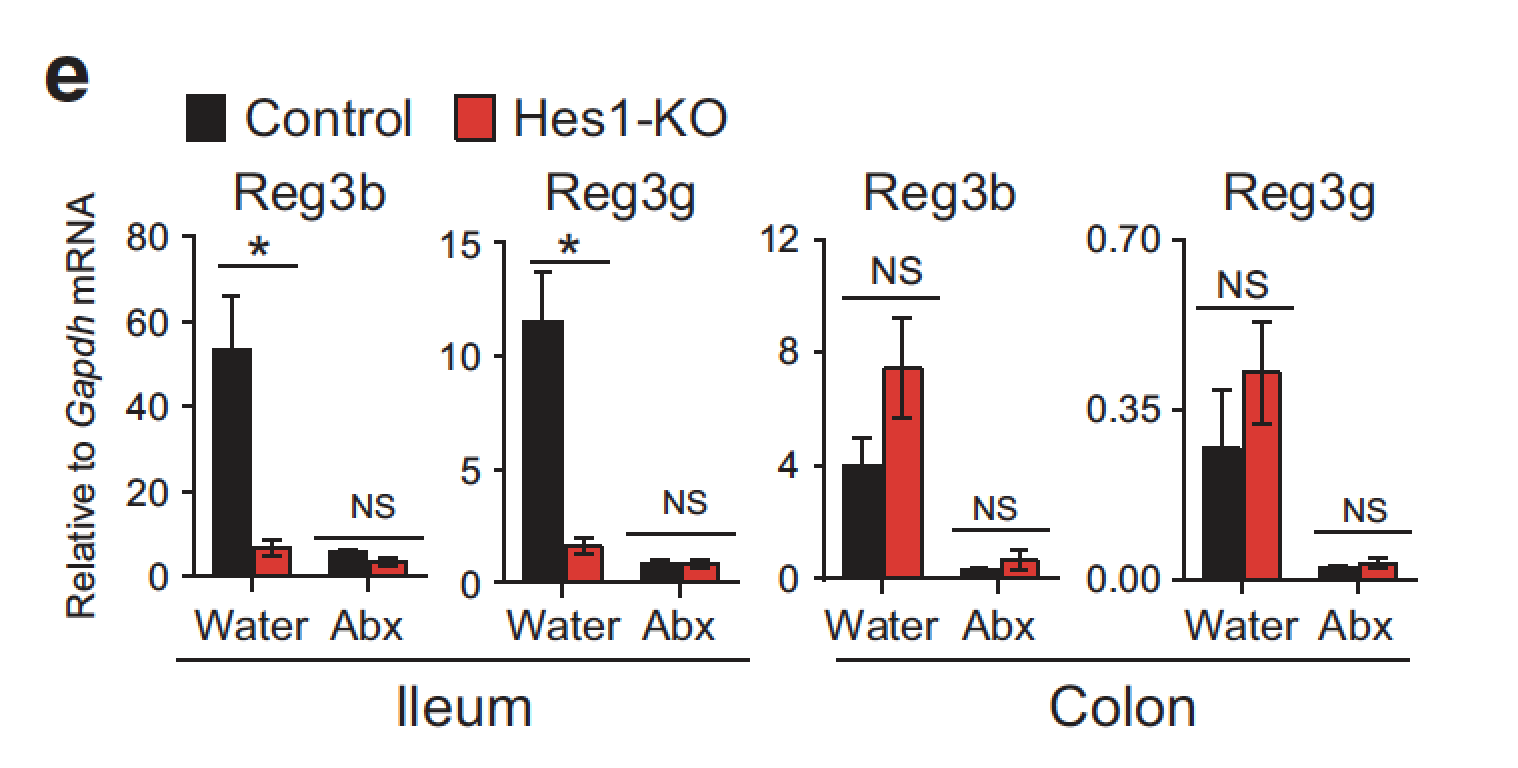 e
Control Hes1-KO
Reg3b Reg3g Reg3b Reg3g
Relative to Gapdh mRNA
80 15 12 0.70
* * NS NS
60 10 8 0.35
40 5 4 0.00
20 0 0
0
NS NS NS NS
Water Abx Water Abx Water Abx Water Abx
Ileum Colon